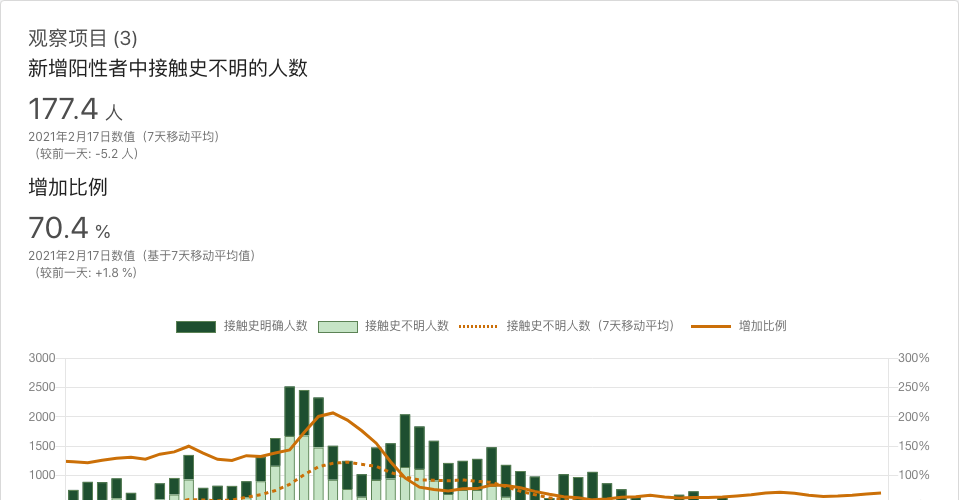 观察项目 (3)
新增阳性者中接触史不明的人数
177.4 人
2021年2月17日数值（7天移动平均）
（较前一天: -5.2 人）
增加比例
70.4 %
2021年2月17日数值（基于7天移动平均值）
（较前一天: +1.8 %）
接触史明确人数 接触史不明人数 接触史不明人数（7天移动平均） 增加比例
3000 300%
2500 250%
2000 200%
1500 150%
1000 100%